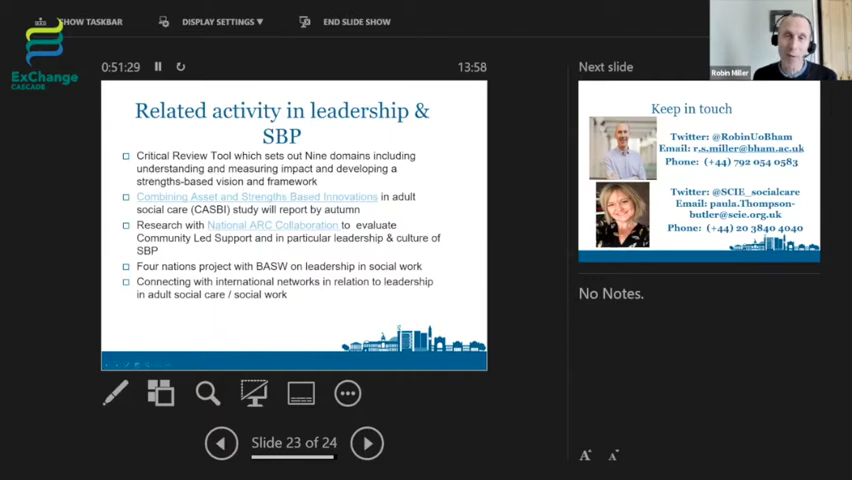 SHOW TASKBAR
DISPLAY SETTINGS ▼
END SLIDE SHOW
ExChange
CASCADE
Robin Miller
0:51:29
13:58
Next slide
Related activity in leadership &
SBP
Critical Review Tool which sets out Nine domains including
understanding and measuring impact and developing a
strengths-based vision and framework
Combining Asset and Strengths Based Innovations in adult
social care (CASBI) study will report by autumn
Research with National ARC Collaboration to evaluate
Community Led Support and in particular leadership & culture of
SBP
Four nations project with BASW on leadership in social work
Connecting with international networks in relation to leadership
in adult social care / social work
Keep in touch
Twitter: @RobinUoBham
Email: r.s.miller@bham.ac.uk
Phone: (+44) 792 054 0583
Twitter: @SCIE_socialcare
Email: paula.Thompson-
butler@scie.org.uk
Phone: (+44) 20 3840 4040
No Notes.
Slide 23 of 24
A A